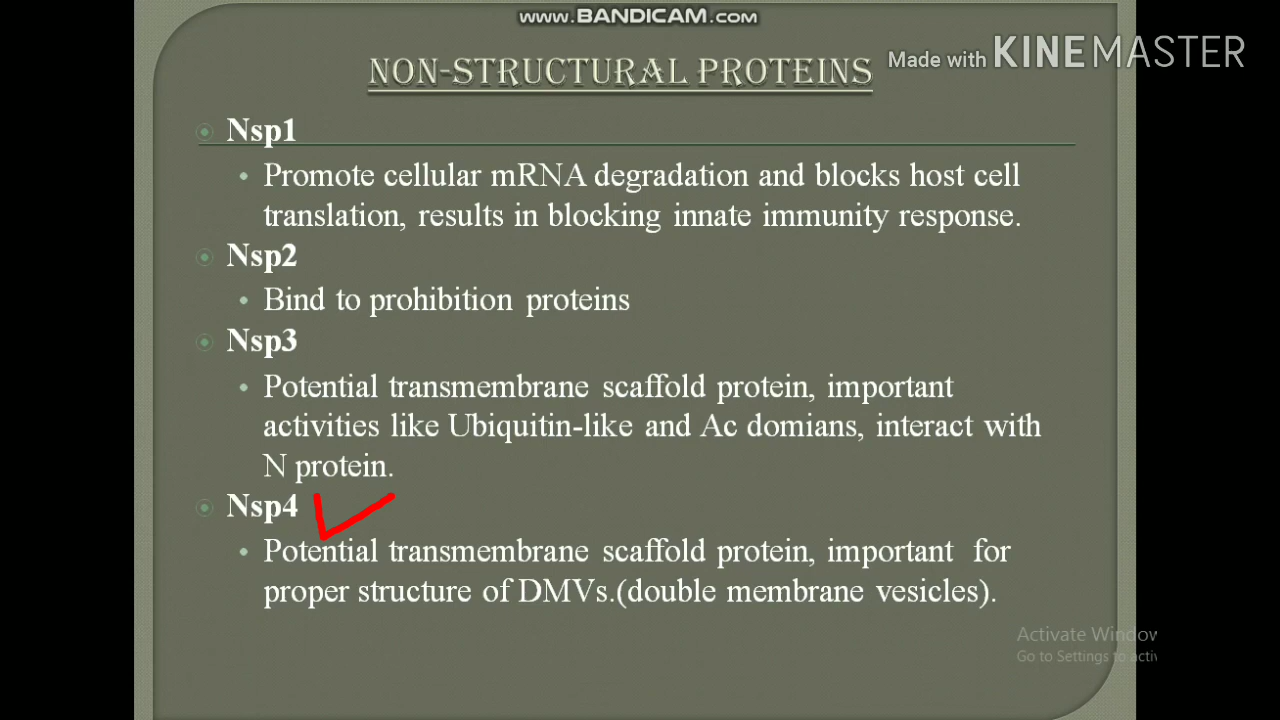 www.BANDICAM.com
Made with KINEMASTER
NON-STRUCTURAL PROTEINS
Nsp1
Promote cellular mRNA degradation and blocks host cell
translation, results in blocking innate immunity response.
Nsp2
Bind to prohibition proteins
Nsp3
Potential transmembrane scaffold protein, important
activities like Ubiquitin-like and Ac domians, interact with
N protein.
Nsp4
Potential transmembrane scaffold protein, important for
proper structure of DMVs.(double membrane vesicles).
Activate Window
Go to Settings to activ